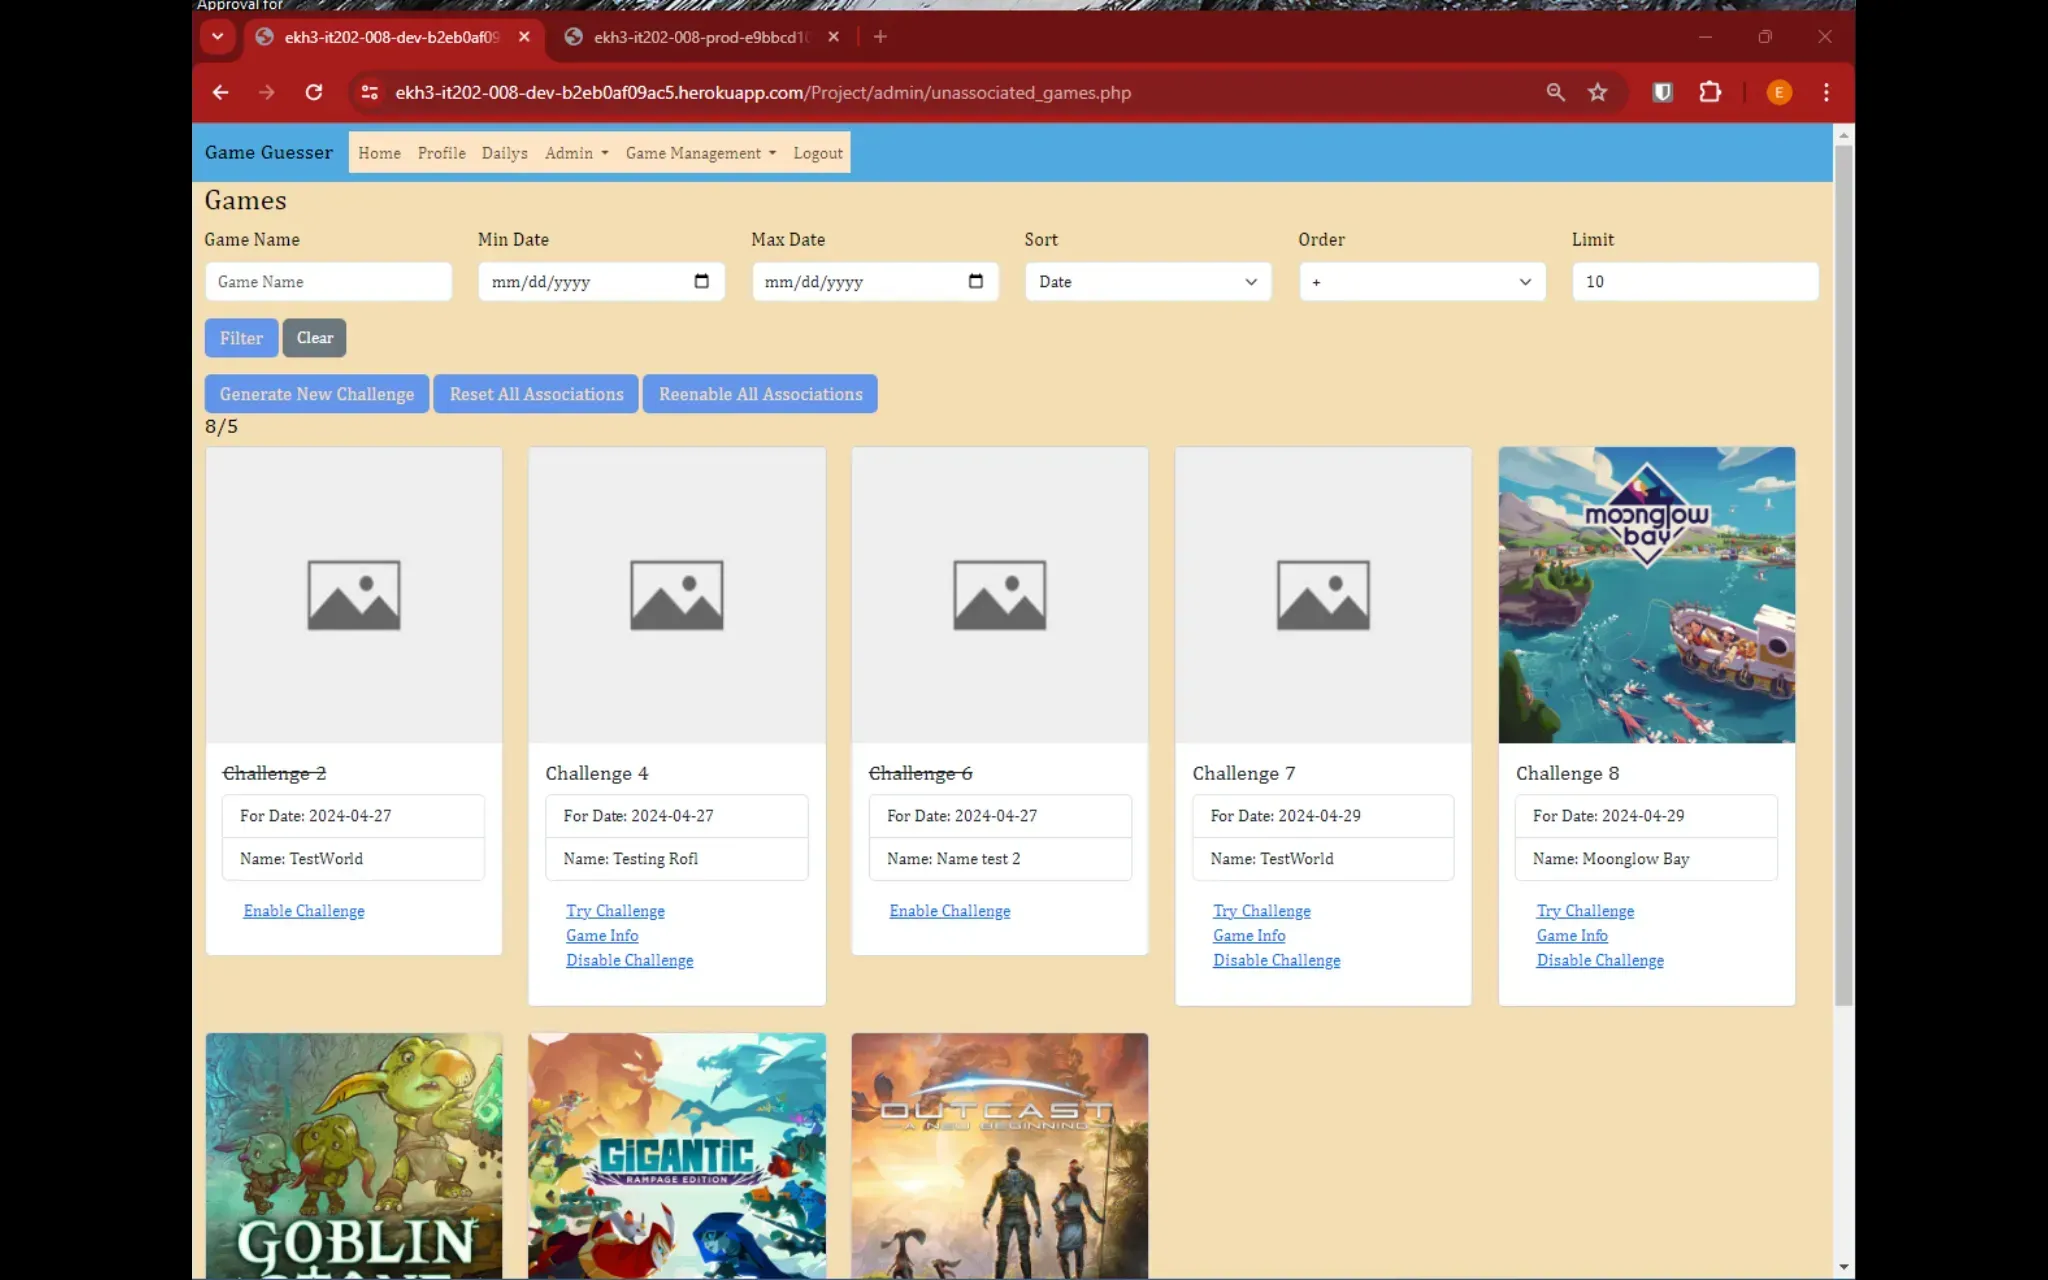 Approval for
ekh3-it202-008-dev-b2eb0af09
ekh3-it202-008-prod-e9bbcd10
ekh3-it202-008-dev-b2eb0af09ac5.herokuapp.com/Project/admin/unassociated_games.php
E
Game Guesser Home Profile Dailys Admin Game Management Logout
Games
Game Name Min Date Max Date Sort Order Limit
Game Name mm/dd/yyyy mm/dd/yyyy Date + 10
Filter Clear
Generate New Challenge Reset All Associations Reenable All Associations
8/5
moonglow
bay
Challenge 2 Challenge 4 Challenge 6 Challenge 7 Challenge 8
For Date: 2024-04-27 For Date: 2024-04-27 For Date: 2024-04-27 For Date: 2024-04-29 For Date: 2024-04-29
Name: TestWorld Name: Testing Rofl Name: Name test 2 Name: TestWorld Name: Moonglow Bay
Enable Challenge Try Challenge Enable Challenge Try Challenge Try Challenge
Game Info Game Info Game Info
Disable Challenge Disable Challenge Disable Challenge
OUTCAST
A NEW BEGINNING
GIGANTIC
RAMPAGE EDITION
GOBLIN